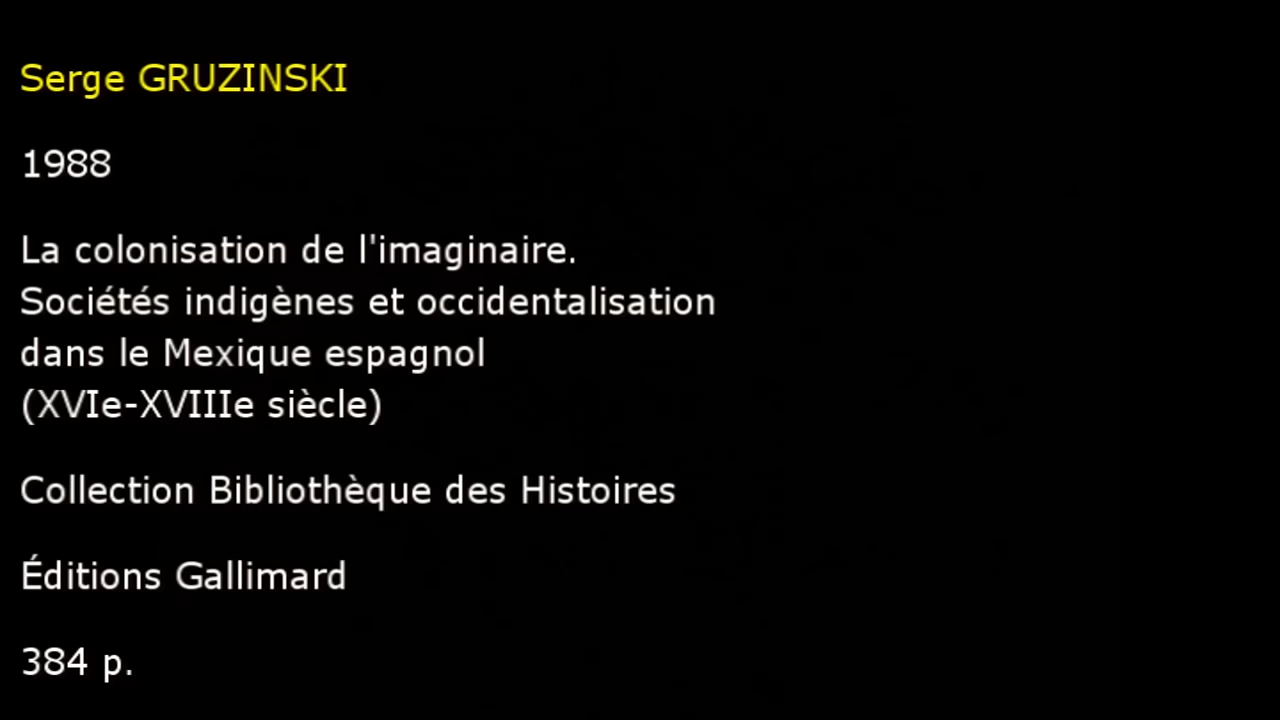 Serge GRUZINSKI
1988
La colonisation de l'imaginaire.
Sociétés indigènes et occidentalisation
dans le Mexique espagnol
(XVIe-XVIIIe siècle)
Collection Bibliothèque des Histoires
Éditions Gallimard
384 p.